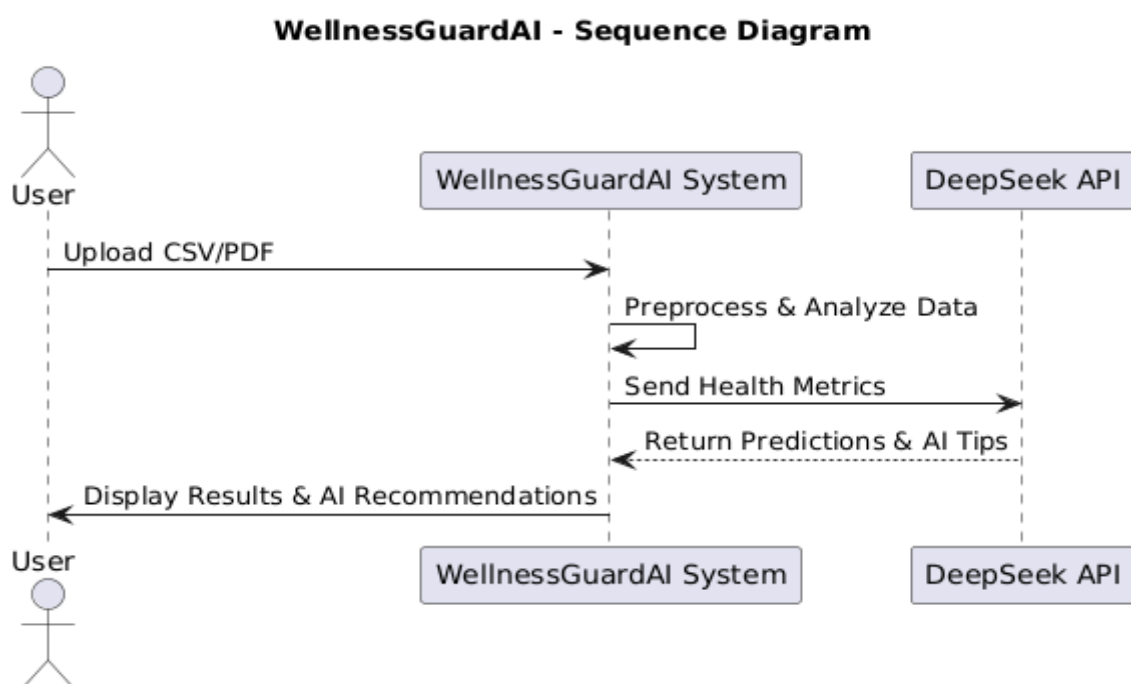 WellnessGuardAI - Sequence Diagram
User
WellnessGuardAI System
DeepSeek API
Upload CSV/PDF
Preprocess & Analyze Data
Send Health Metrics
Return Predictions & AI Tips
Display Results & AI Recommendations
User
WellnessGuardAI System
DeepSeek API